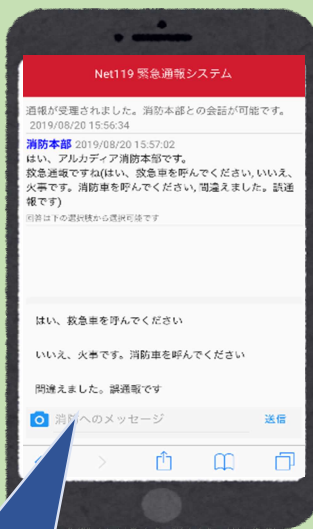 Net119 緊急通報システム
通報が受理されました。消防本部との会話が可能です。
2019/08/20 15:56:34
消防本部 2019/08/20 15:57:02
はい、アルカディア消防本部です。
救急通報ですね(はい、救急車を呼んでください,いいえ、
火事です。消防車を呼んでください,間違えました。誤通
報です)
回答は下の選択肢から選択可能です
はい、救急車を呼んでください
いいえ、火事です。消防車を呼んでください
間違えました。誤通報です
消防へのメッセージ
送信